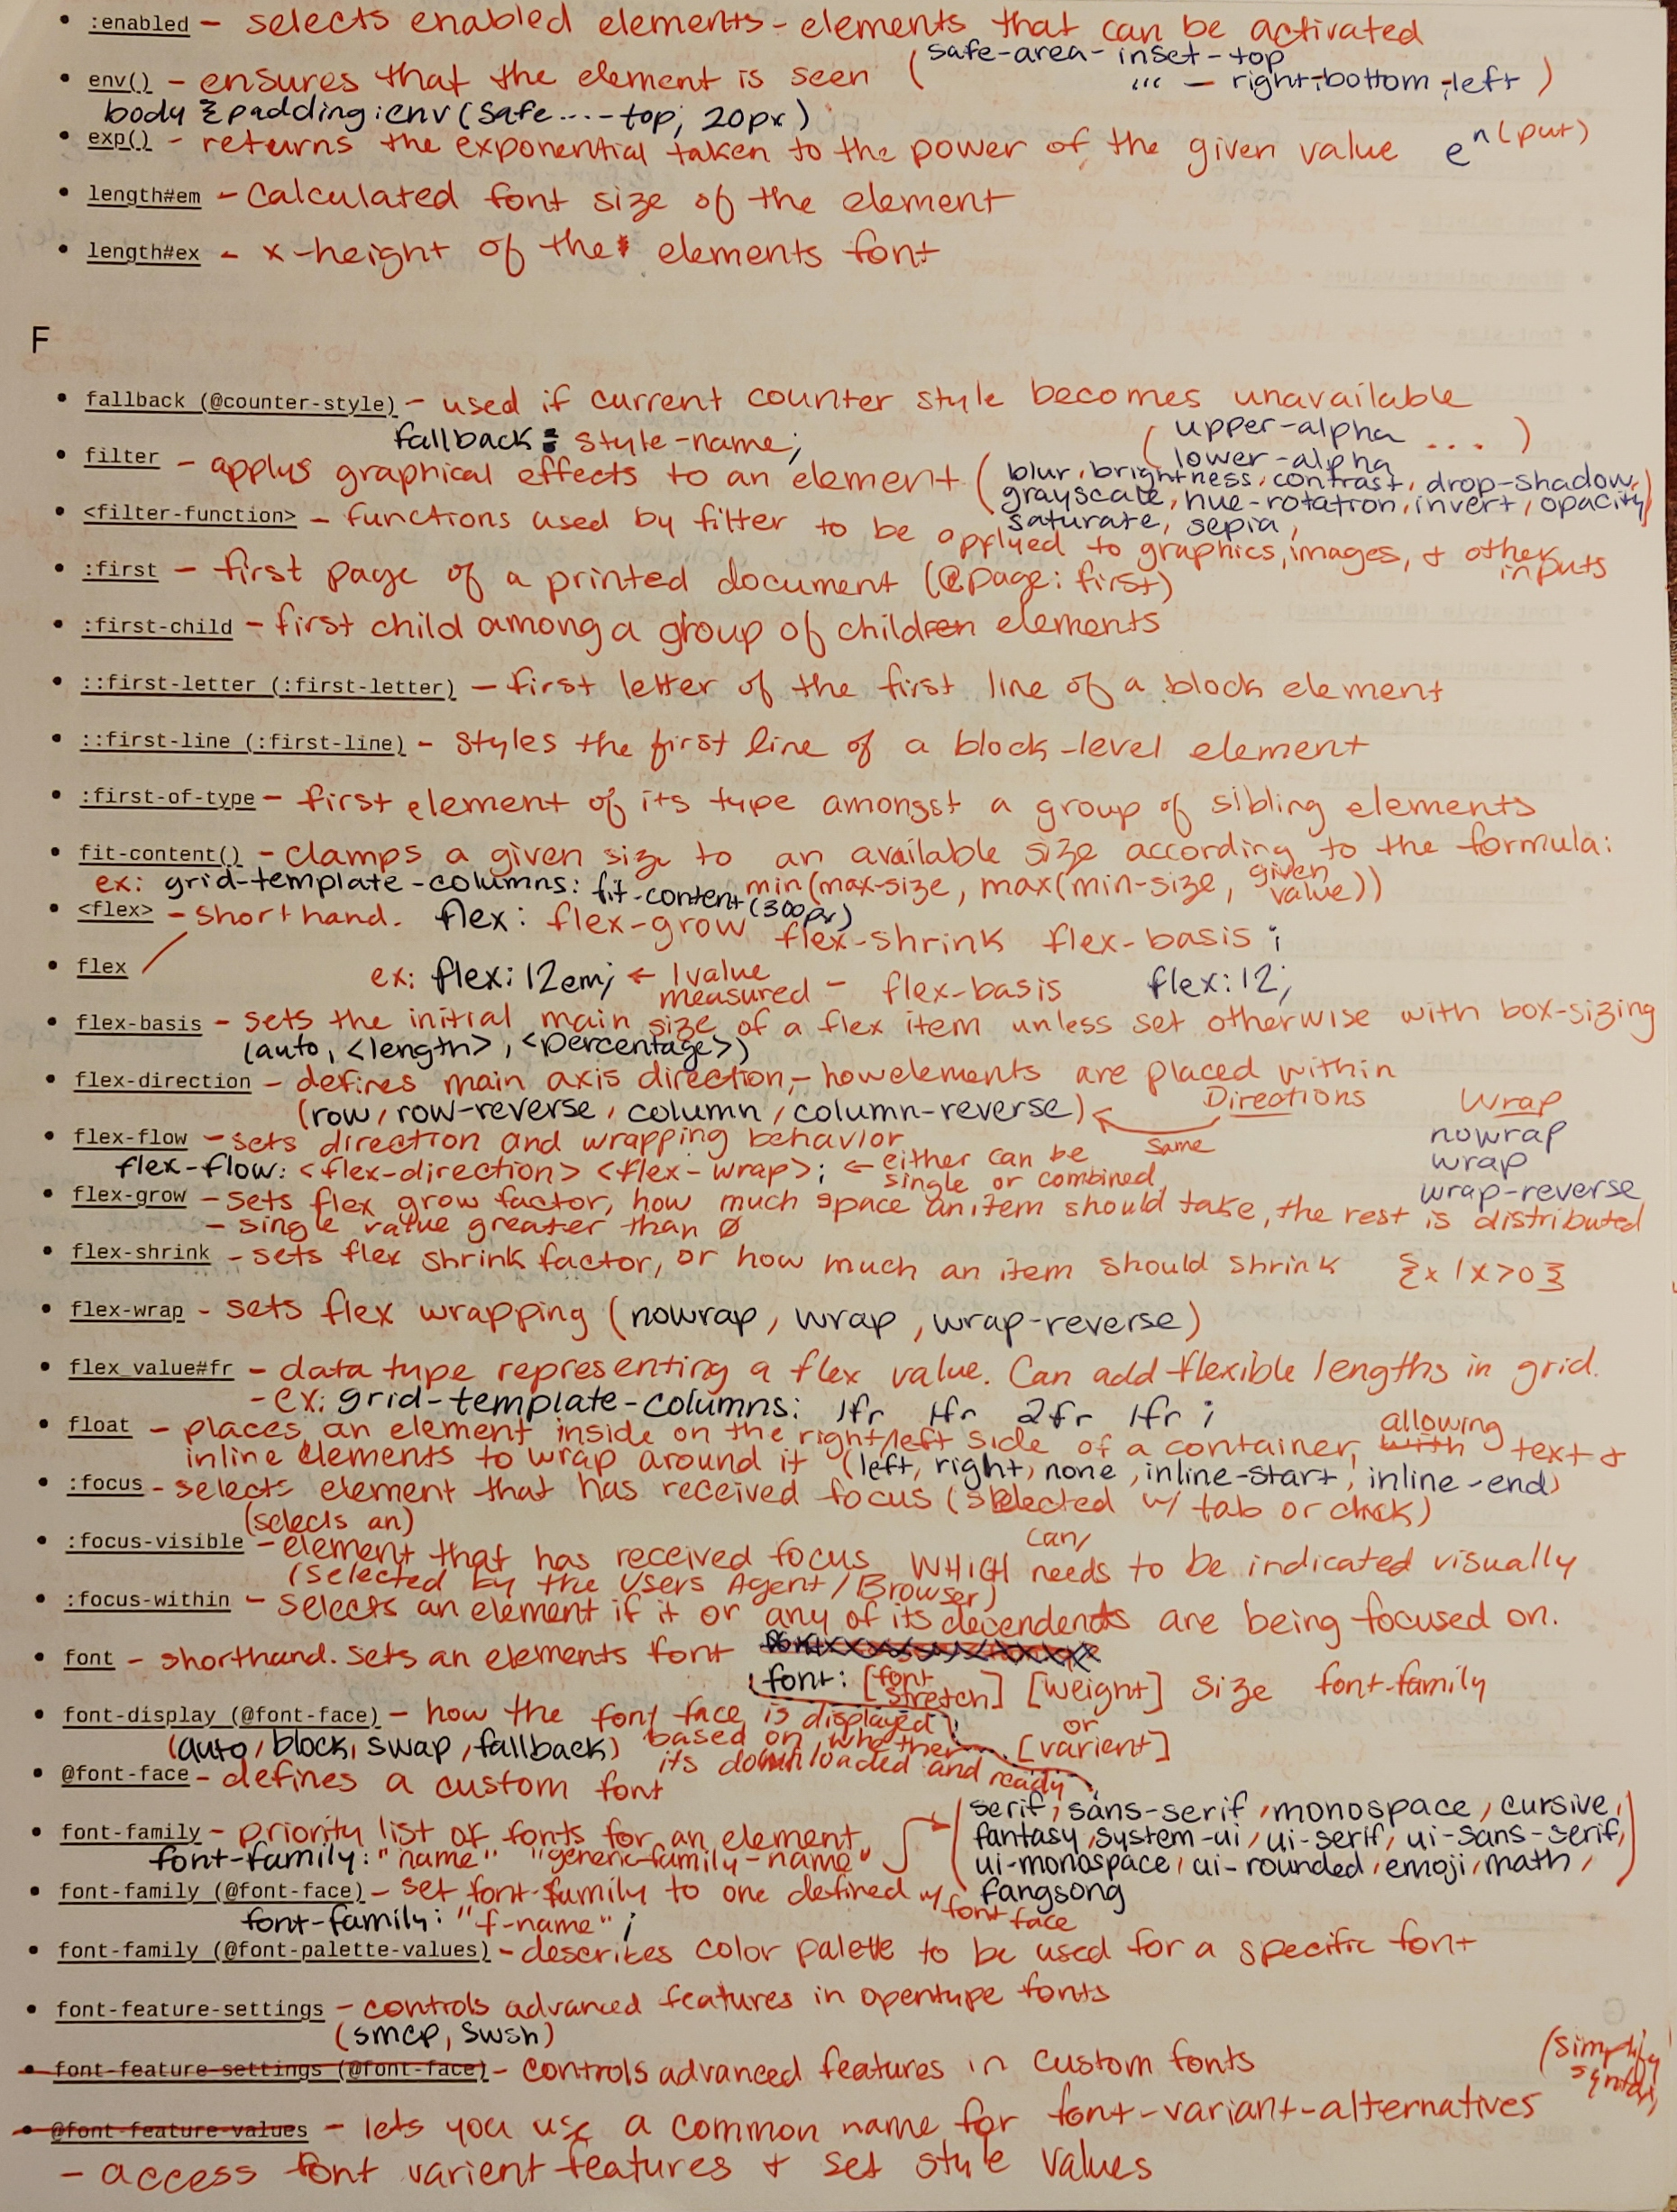 • :enabled – selects enabled elements - elements that can be activated
• env() – ensures that the element is seen (safe-area-inset-top
''' — right,-bottom,-left)
body {padding: env(safe....-top, 20px)
• exp() – returns the exponential taken to the power of the given value e^n (put)
• length#em – Calculated font size of the element
• length#ex – x-height of the elements font
F
• fallback (@counter-style) – used if current counter style becomes unavailable
fallback: style-name; (upper-alpha ... )
lower-alpha
• filter – applys graphical effects to an element (blur, brightness, contrast, drop-shadow,
grayscale, hue-rotation, invert, opacity)
saturate, sepia,
• <filter-function> – functions used by filter to be applyed to graphics, images, & other
inputs
• :first – first page of a printed document (@page: first)
• :first-child – first child among a group of children elements
• ::first-letter (:first-letter) – first letter of the first line of a block element
• ::first-line (:first-line) – styles the first line of a block-level element
• :first-of-type – first element of its type amongst a group of sibling elements
• fit-content() – clamps a given size to an available size according to the formula:
ex: grid-template-columns: fit-content(300px) min(max-size, max(min-size, given value))
• <flex> – shorthand. flex: flex-grow flex-shrink flex-basis;
• flex
ex: flex: 12em; ← 1 value
measured – flex-basis flex: 12;
• flex-basis – sets the initial main size of a flex item unless set otherwise with box-sizing
(auto, <length>, <percentage>)
• flex-direction – defines main axis direction, – how elements are placed within
(row, row-reverse, column, column-reverse) ← Same Directions Wrap
• flex-flow – sets direction and wrapping behavior nowrap
flex-flow: <flex-direction> <flex-wrap>; ← either can be wrap
single or combined wrap-reverse
• flex-grow – sets flex grow factor, how much space an item should take, the rest is distributed
– single value greater than 0
• flex-shrink – sets flex shrink factor, or how much an item should shrink {x | x>0}
• flex-wrap – sets flex wrapping (nowrap, wrap, wrap-reverse)
• flex_value#fr – data type representing a flex value. Can add flexible lengths in grid.
- ex: grid-template-columns: 1fr 1fr 2fr 1fr;
• float – places an element inside on the right/left side of a container, with allowing text &
inline elements to wrap around it (left, right, none, inline-start, inline-end)
• :focus – selects element that has received focus (selected w/ tab or click)
(selects an)
• :focus-visible – element that has received focus WHICH can/ needs to be indicated visually
(selected by the Users Agent/Browser)
• :focus-within – selects an element if it or any of its decendents are being focused on.
• font – shorthand. Sets an elements font
font: [font stretch] [weight] size font-family
or
[varient]
• font-display (@font-face) – how the font face is displayed
(auto, block, swap, fallback) based on whether
its downloaded and ready
• @font-face – defines a custom font
• font-family – priority list of fonts for an element
font-family: "name" "generic-family-name"
(serif, sans-serif, monospace, cursive,
fantasy, system-ui, ui-serif, ui-sans-serif,
ui-monospace, ui-rounded, emoji, math,
fangsong)
• font-family (@font-face) – set font-family to one defined w/ font face
font-family: "f-name";
• font-family (@font-palette-values) – describes color palette to be used for a specific font
• font-feature-settings – controls advanced features in opentype fonts
(smcp, swsh)
• font-feature-settings (@font-face) – controls advanced features in custom fonts
(simplify
syntax)
• @font-feature-values – lets you use a common name for font-variant-alternatives
– access font varient features & set style values